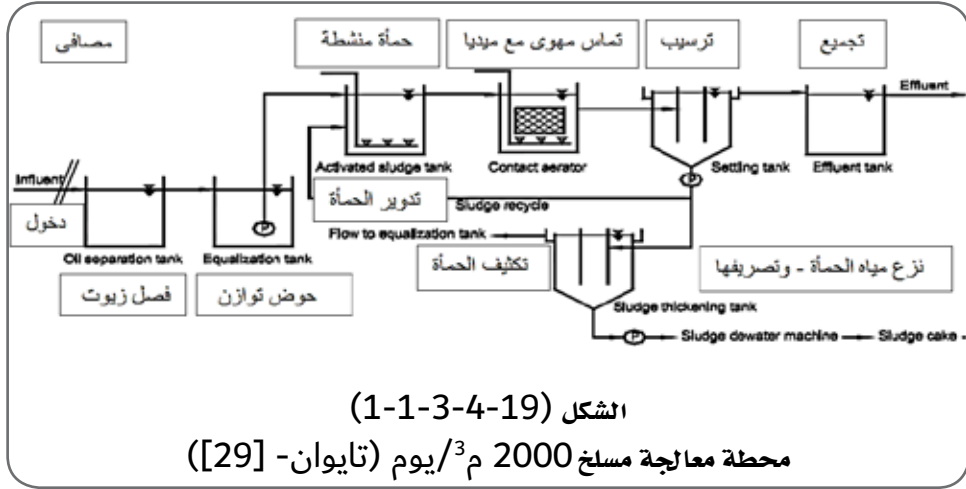 مصافى
حمأة منشطة
تماس مهوى مع ميديا
ترسيب
تجميع
Effluent
Activated sludge tank
Contact aerator
Setting tank
Effluent tank
P
Influent
دخول
تدوير الحمأة
Sludge recycle
P
Flow to equalization tank
Oil separation tank
Equalization tank
تكثيف الحمأة
نزع مياه الحمأة - وتصريفها
فصل زيوت
حوض توازن
Sludge thickening tank
P
Sludge dewater machine
Sludge cake
الشكل (19-4-3-1-1)
محطة معالجة مسلخ 2000 م3/يوم (تايوان- [29])